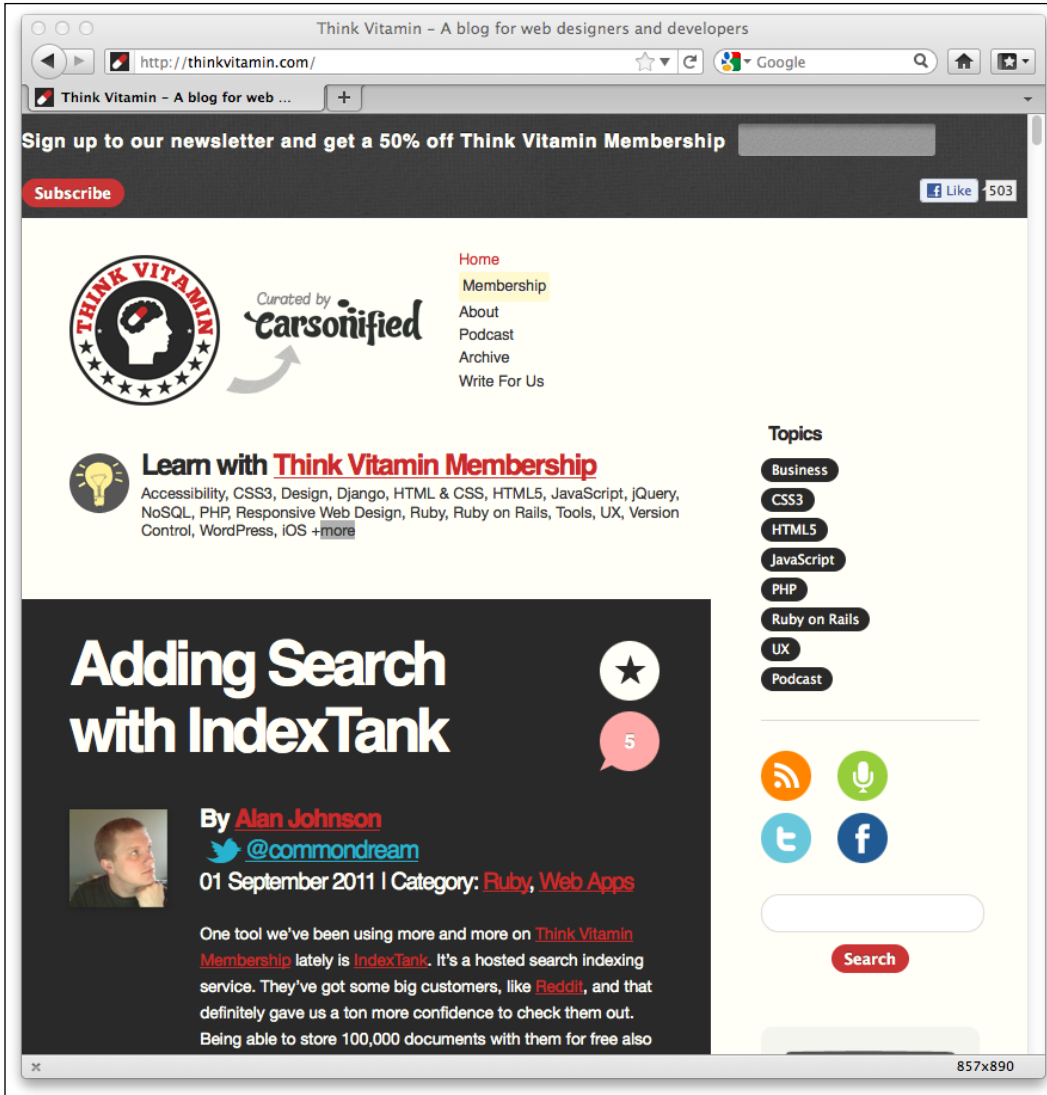 Think Vitamin – A blog for web designers and developers
http://thinkvitamin.com/
Google
Think Vitamin – A blog for web ...
Sign up to our newsletter and get a 50% off Think Vitamin Membership
Subscribe
Like
503
THINK VITAMIN
Curated by
carsonified
Home
Membership
About
Podcast
Archive
Write For Us
Learn with Think Vitamin Membership
Accessibility, CSS3, Design, Django, HTML & CSS, HTML5, JavaScript, jQuery,
NoSQL, PHP, Responsive Web Design, Ruby, Ruby on Rails, Tools, UX, Version
Control, WordPress, iOS +more
Topics
Business
CSS3
HTML5
JavaScript
PHP
Ruby on Rails
UX
Podcast
Adding Search
with IndexTank
5
By Alan Johnson
@commondream
01 September 2011 | Category: Ruby, Web Apps
One tool we've been using more and more on Think Vitamin
Membership lately is IndexTank. It's a hosted search indexing
service. They've got some big customers, like Reddit, and that
definitely gave us a ton more confidence to check them out.
Being able to store 100,000 documents with them for free also
Search
857x890